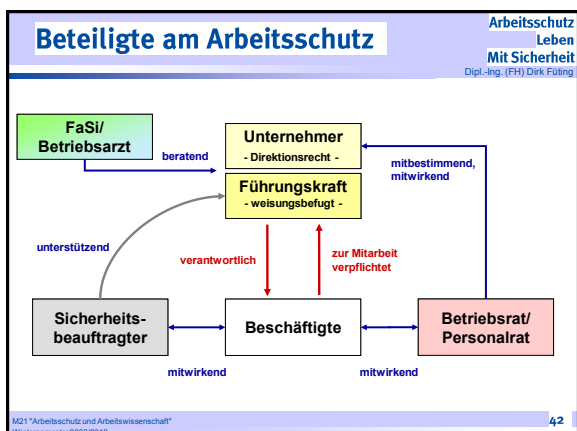 Beteiligte am Arbeitsschutz
Arbeitsschutz
Leben
Mit Sicherheit
Dipl.-Ing. (FH) Dirk Füting
FaSi/
Betriebsarzt
beratend
Unternehmer
- Direktionsrecht -
Führungskraft
- weisungsbefugt -
mitbestimmend,
mitwirkend
unterstützend
verantwortlich
zur Mitarbeit
verpflichtet
Sicherheits-
beauftragter
Beschäftigte
Betriebsrat/
Personalrat
mitwirkend
mitwirkend
M21 "Arbeitsschutz und Arbeitswissenschaft"
42